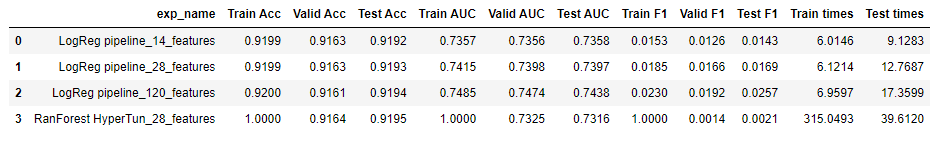 exp_name Train Acc Valid Acc Test Acc Train AUC Valid AUC Test AUC Train F1 Valid F1 Test F1 Train times Test times
0 LogReg pipeline_14_features 0.9199 0.9163 0.9192 0.7357 0.7356 0.7358 0.0153 0.0126 0.0143 6.0146 9.1283
1 LogReg pipeline_28_features 0.9199 0.9163 0.9193 0.7415 0.7398 0.7397 0.0185 0.0166 0.0169 6.1214 12.7687
2 LogReg pipeline_120_features 0.9200 0.9161 0.9194 0.7485 0.7474 0.7438 0.0230 0.0192 0.0257 6.9597 17.3599
3 RanForest HyperTun_28_features 1.0000 0.9164 0.9195 1.0000 0.7325 0.7316 1.0000 0.0014 0.0021 315.0493 39.6120